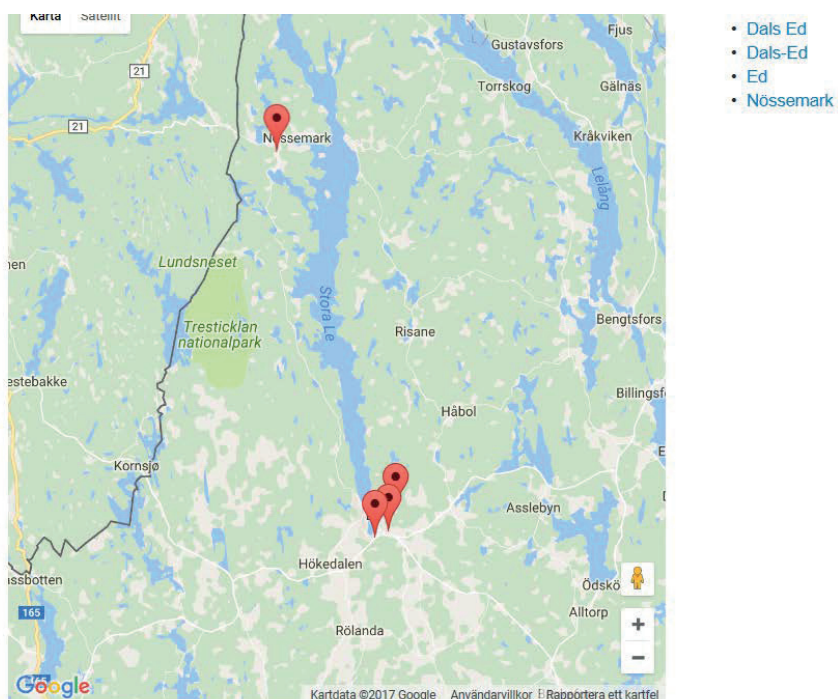 Karta Satellit
Fjus
Gustavsfors
21
Torrskog
Gälnäs
21
Nössemark
Kråkviken
Lelång
Lundsneset
Stora Le
Trestickla​n
nationalpark
Bengtsfors
Risane
estebakke
Billingsf
Håbol
Kornsjø
Asslebyn
Hökedalen
assbotten
Ödskö
Alltorp
165
Rölanda
+
−
Google
Kartdata ©2017 Google Användarvillkor Rapportera ett kartfel
• Dals Ed
• Dals-Ed
• Ed
• Nössemark